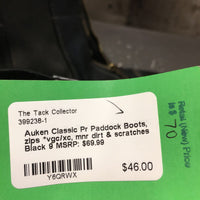 The Tack Collector
399238-1
Auken Classic Pr Paddock Boots,
zips *vgc/xc, mnr dirt & scratches
Black 9 MSRP: $69.99
Y6QRWX
$46.00
Retail (New) Price
is $ 70